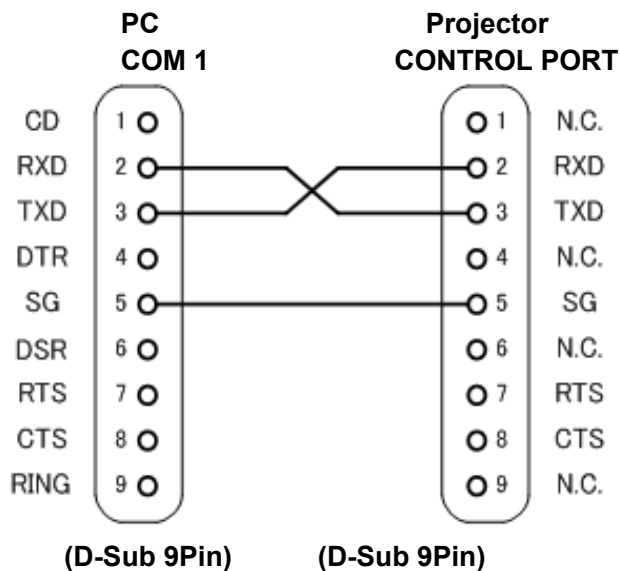 PC Projector
COM 1 CONTROL PORT
CD 1 1 N.C.
RXD 2 2 RXD
TXD 3 3 TXD
DTR 4 4 N.C.
SG 5 5 SG
DSR 6 6 N.C.
RTS 7 7 RTS
CTS 8 8 CTS
RING 9 9 N.C.
(D-Sub 9Pin) (D-Sub 9Pin)